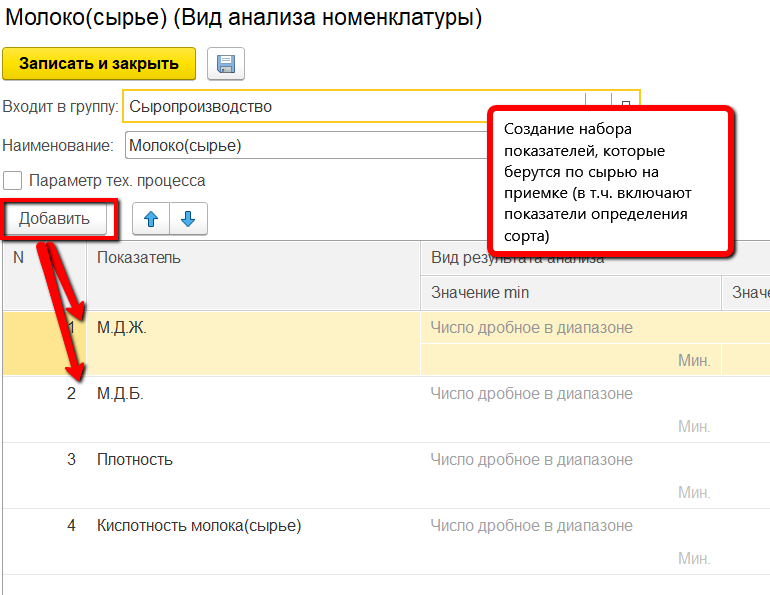 Молоко(сырье) (Вид анализа номенклатуры)
Записать и закрыть
Входит в группу: Сыропроизводство
Наименование: Молоко(сырье)
Параметр тех. процесса
Создание набора
показателей, которые
берутся по сырью на
приемке (в т.ч. включают
показатели определения
сорта)
Добавить
N Показатель Вид результата анализа
Значение min Значе
1 М.Д.Ж. Число дробное в диапазоне
Мин.
2 М.Д.Б. Число дробное в диапазоне
Мин.
3 Плотность Число дробное в диапазоне
Мин.
4 Кислотность молока(сырье) Число дробное в диапазоне
Мин.